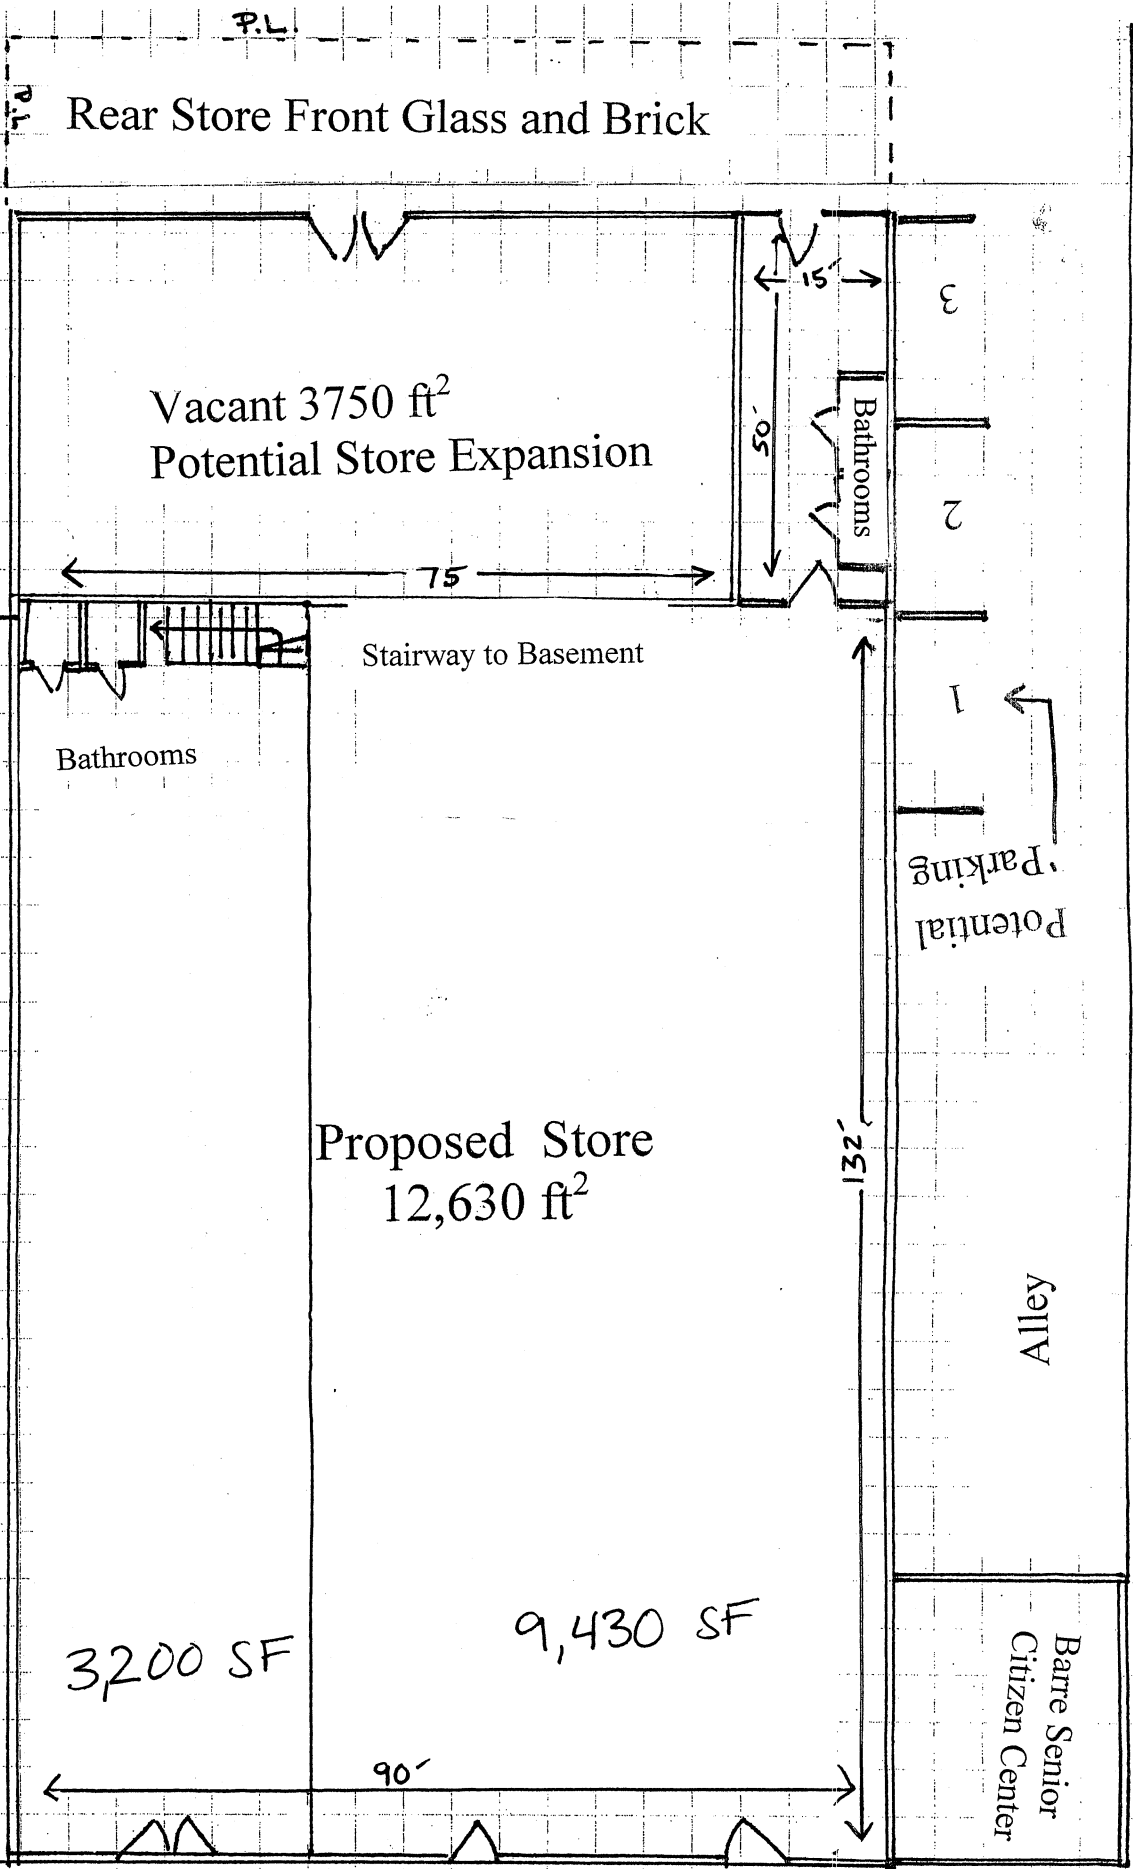 P.L.
P.L
Rear Store Front Glass and Brick
15´
3
Vacant 3750 ft²
Potential Store Expansion
50´
Bathrooms
2
75
Stairway to Basement
1
Bathrooms
Potential
Parking
Proposed Store
12,630 ft²
132´
Alley
3,200 SF
9,430 SF
Barre Senior
Citizen Center
90´